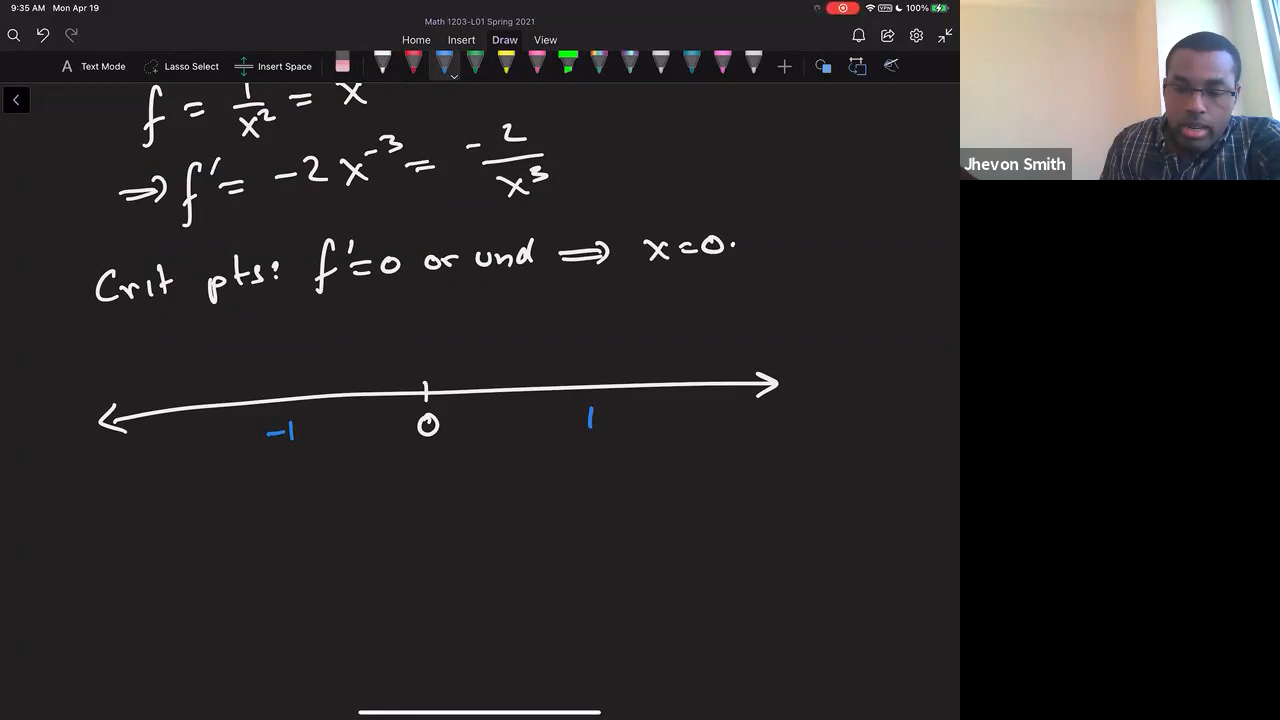 9:35 AM Mon Apr 19
100%
VPN
Math 1203-L01 Spring 2021
Home Insert Draw View
Text Mode Lasso Select Insert Space
f = 1/x² = x
⇒ f' = -2x⁻³ = -2/x³
Crit pts: f'=0 or und ⇒ x=0.
-1 0 1
Jhevon Smith